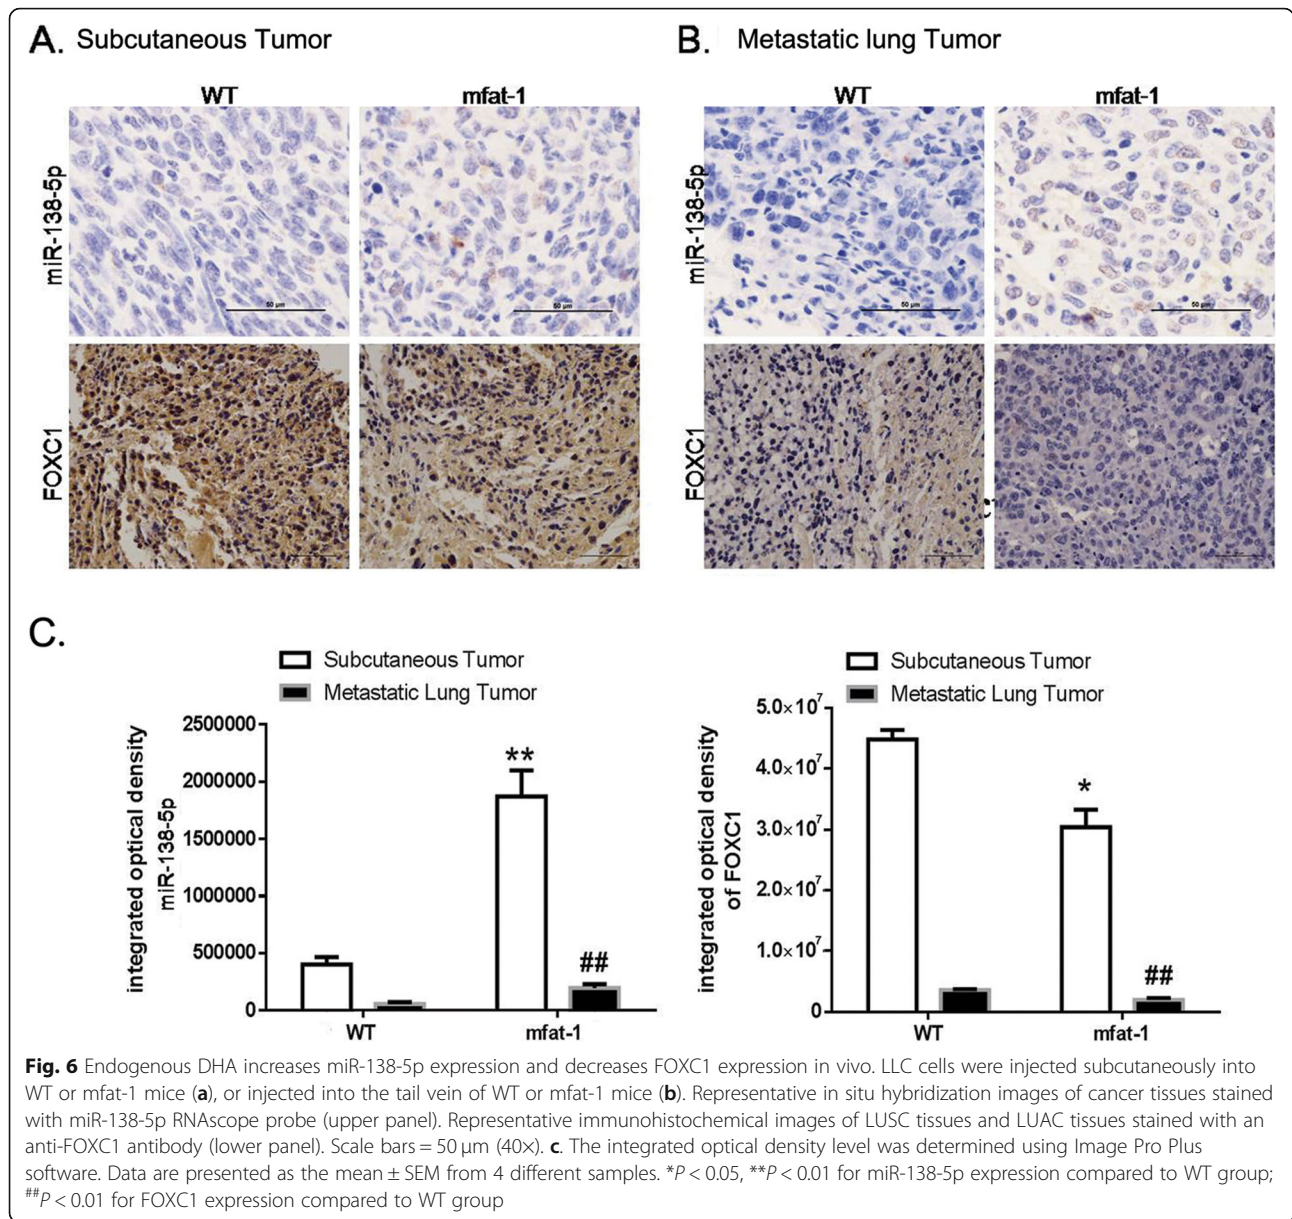 A. Subcutaneous Tumor
WT
mfat-1
miR-138-5p
50 µm
50 µm
FOXC1
B. Metastatic lung Tumor
WT
mfat-1
miR-138-5p
50 µm
50 µm
FOXC1
C.
Subcutaneous Tumor
Metastatic Lung Tumor
integrated optical density
miR-138-5p
2500000
2000000
1500000
1000000
500000
0
**
##
WT
mfat-1
Subcutaneous Tumor
Metastatic Lung Tumor
integrated optical density
of FOXC1
5.0×10⁷
4.0×10⁷
3.0×10⁷
2.0×10⁷
1.0×10⁷
0
*
##
WT
mfat-1
Fig. 6 Endogenous DHA increases miR-138-5p expression and decreases FOXC1 expression in vivo. LLC cells were injected subcutaneously into
WT or mfat-1 mice (a), or injected into the tail vein of WT or mfat-1 mice (b). Representative in situ hybridization images of cancer tissues stained
with miR-138-5p RNAscope probe (upper panel). Representative immunohistochemical images of LUSC tissues and LUAC tissues stained with an
anti-FOXC1 antibody (lower panel). Scale bars = 50 µm (40×). c. The integrated optical density level was determined using Image Pro Plus
software. Data are presented as the mean ± SEM from 4 different samples. *P < 0.05, **P < 0.01 for miR-138-5p expression compared to WT group;
##P < 0.01 for FOXC1 expression compared to WT group